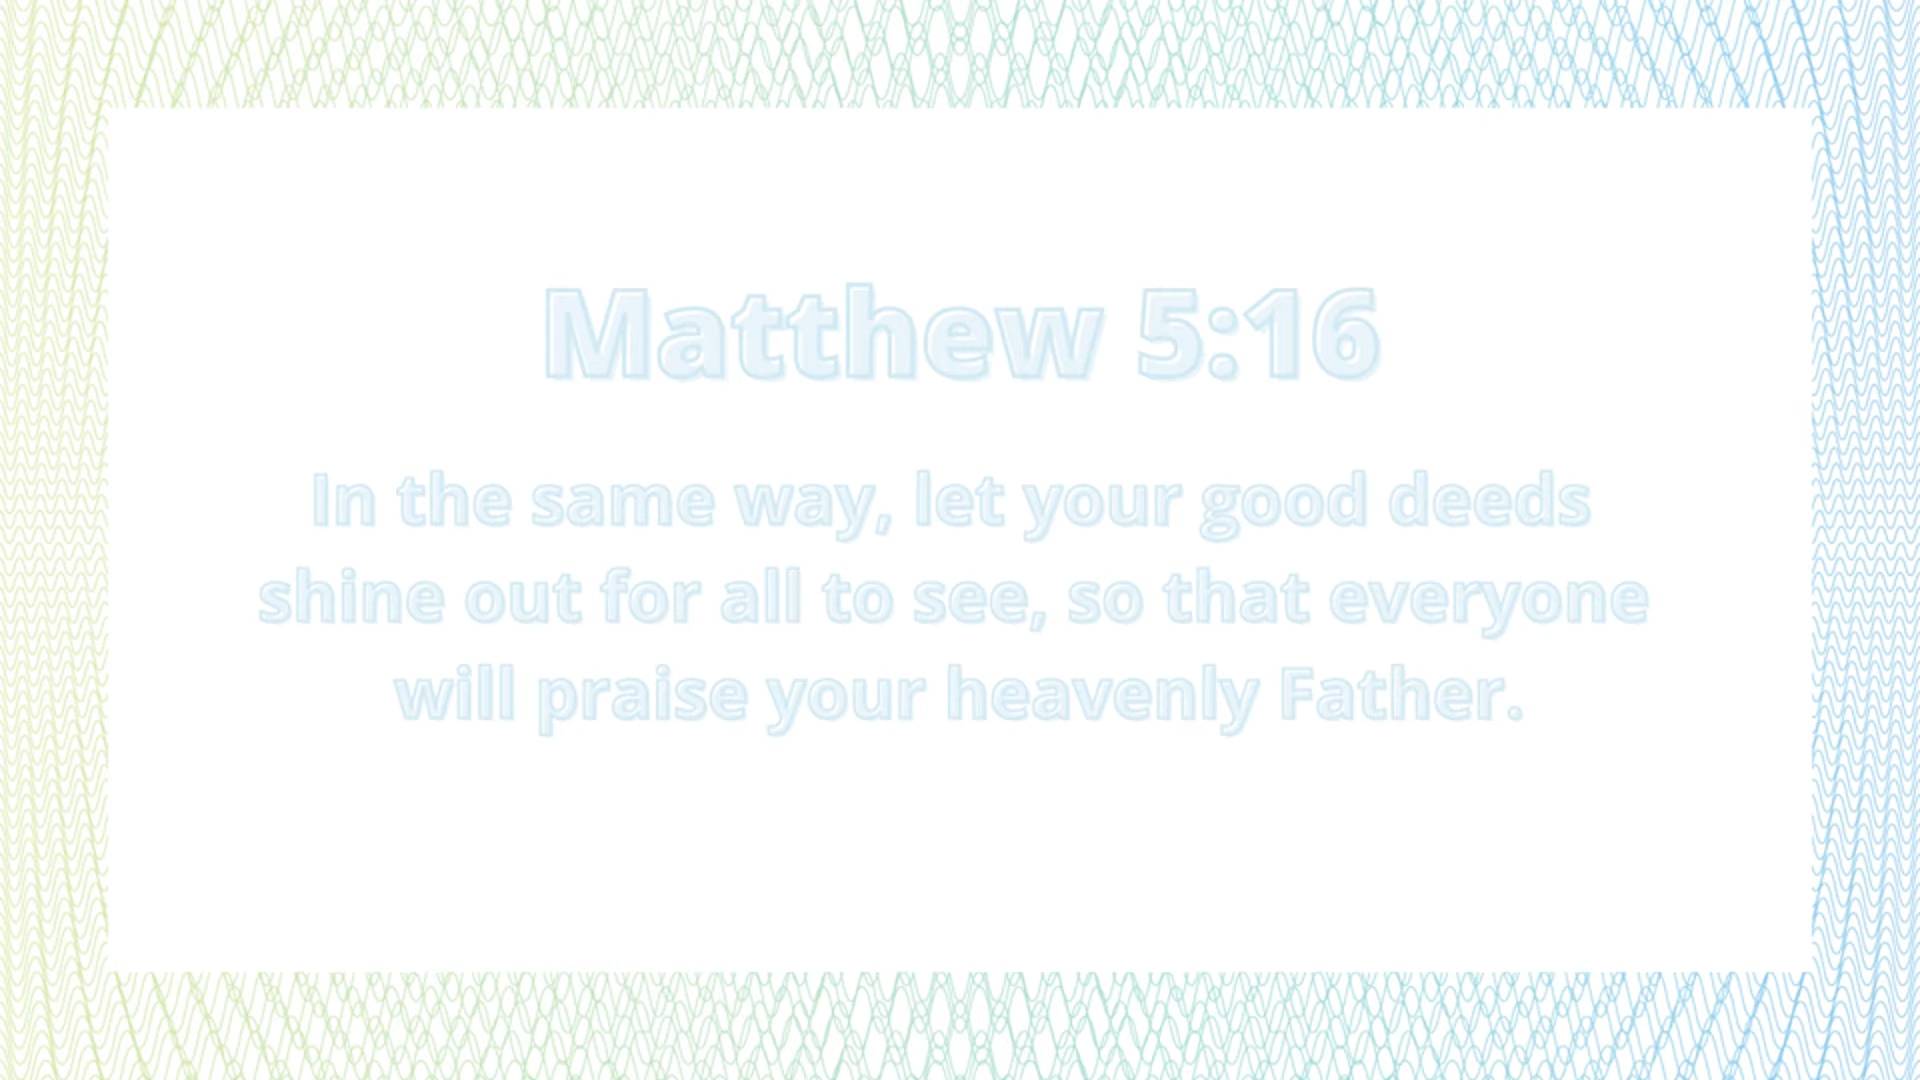 Matthew 5:16
In the same way, let your good deeds
shine out for all to see, so that everyone
will praise your heavenly Father.